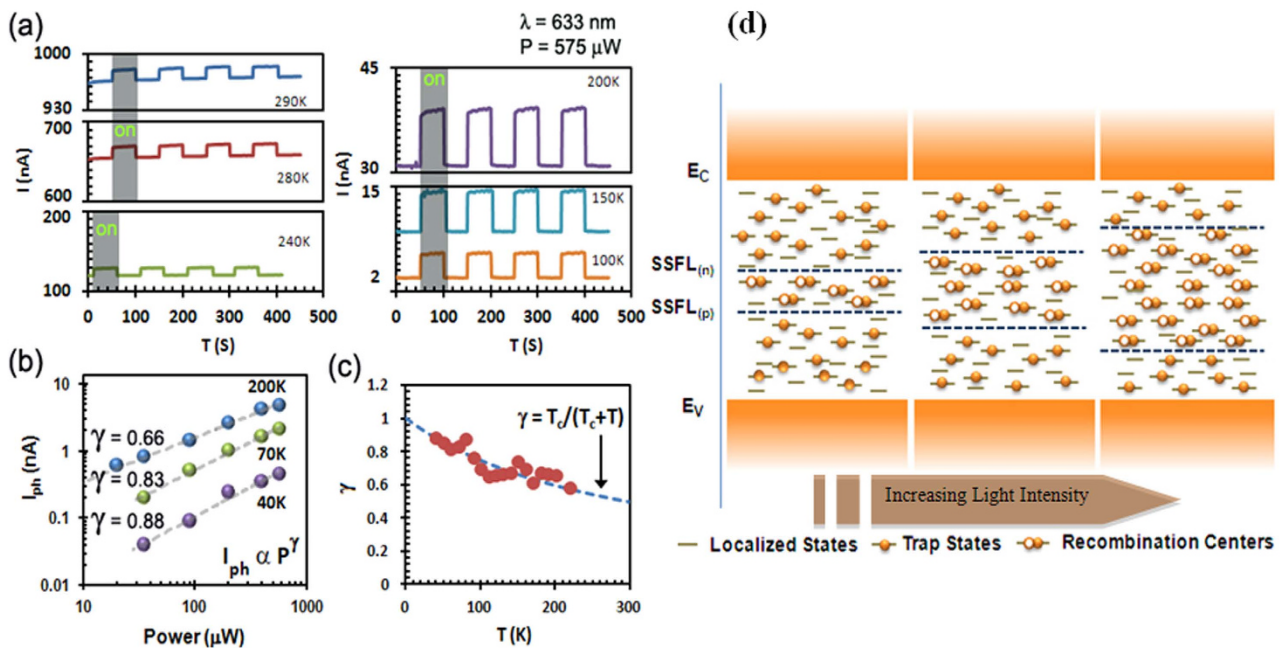 (a)
λ = 633 nm
P = 575 μW
1000
930
I (nA)
on
290K
700
600
I (nA)
on
280K
200
100
on
240K
0 100 200 300 400 500
T (S)
45
30
I (nA)
on
200K
15
2
150K
100K
0 100 200 300 400 500
T (S)
(b)
10
1
0.1
0.01
I_ph (nA)
200K
γ = 0.66
70K
γ = 0.83
40K
γ = 0.88
I_ph α P^γ
10 100 1000
Power (μW)
(c)
1.2
1
0.8
0.6
0.4
0.2
0
γ
γ = T_c/(T_c+T)
0 100 200 300
T (K)
(d)
E_C
SSFL_(n)
SSFL_(p)
E_V
Increasing Light Intensity
Localized States Trap States Recombination Centers